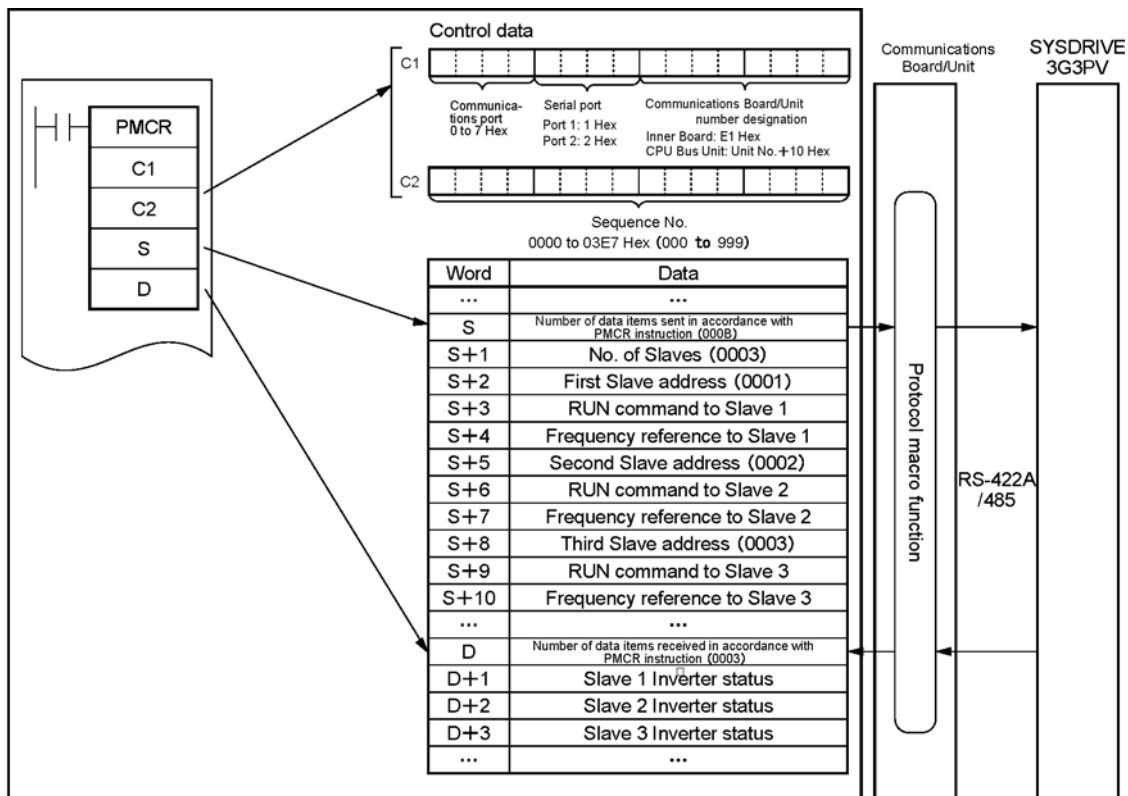 Control data
Communications
Board/Unit
SYSDRIVE
3G3PV
C1
PMCR
C1
C2
S
D
Communica-
tions port
0 to 7 Hex
Serial port
Port 1: 1 Hex
Port 2: 2 Hex
Communications Board/Unit
number designation
Inner Board: E1 Hex
CPU Bus Unit: Unit No.+10 Hex
C2
Sequence No.
0000 to 03E7 Hex (000 to 999)
Word Data
... ...
S Number of data items sent in accordance with
PMCR instruction (000B)
S+1 No. of Slaves (0003)
S+2 First Slave address (0001)
S+3 RUN command to Slave 1
S+4 Frequency reference to Slave 1
S+5 Second Slave address (0002)
S+6 RUN command to Slave 2
S+7 Frequency reference to Slave 2
S+8 Third Slave address (0003)
S+9 RUN command to Slave 3
S+10 Frequency reference to Slave 3
... ...
D Number of data items received in accordance with
PMCR instruction (0003)
D+1 Slave 1 Inverter status
D+2 Slave 2 Inverter status
D+3 Slave 3 Inverter status
... ...
Protocol macro function
RS-422A
/485